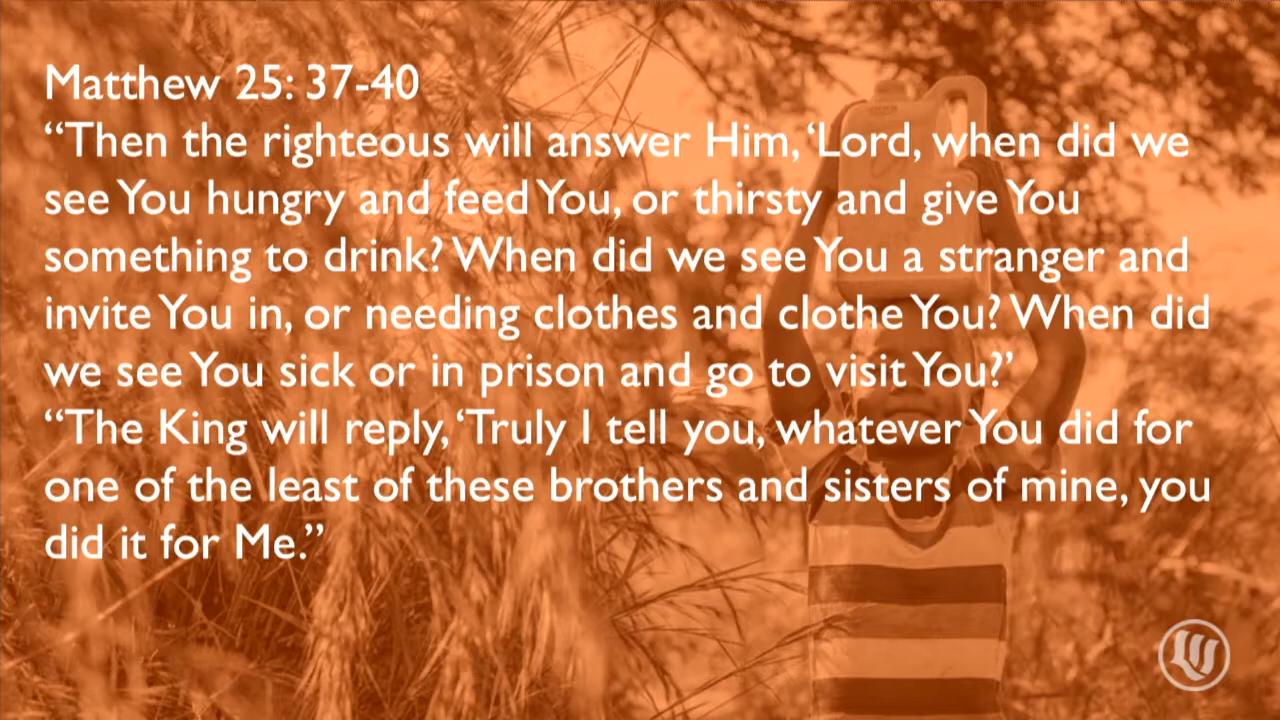 Matthew 25: 37-40
“Then the righteous will answer Him, ‘Lord, when did we
see You hungry and feed You, or thirsty and give You
something to drink? When did we see You a stranger and
invite You in, or needing clothes and clothe You? When did
we see You sick or in prison and go to visit You?’
“The King will reply, ‘Truly I tell you, whatever You did for
one of the least of these brothers and sisters of mine, you
did it for Me.”